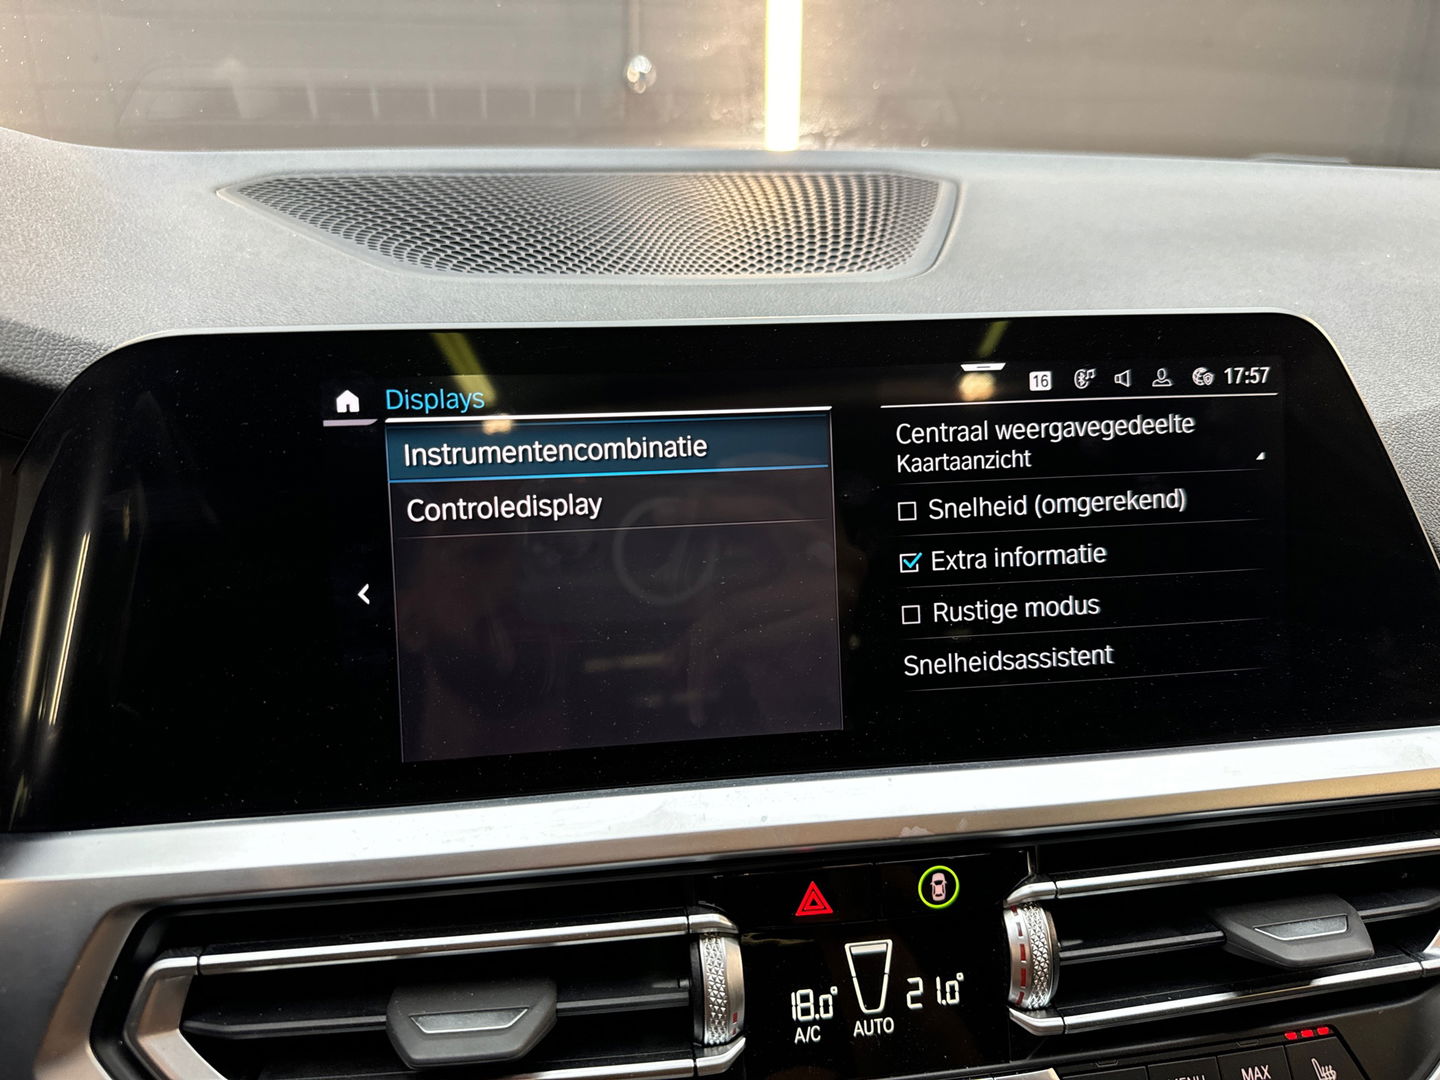 16
17:57
Displays
Instrumentencombinatie
Controledisplay
Centraal weergavegedeelte
Kaartaanzicht
Snelheid (omgerekend)
Extra informatie
Rustige modus
Snelheidsassistent
18.0° 21.0°
A/C AUTO
MAX